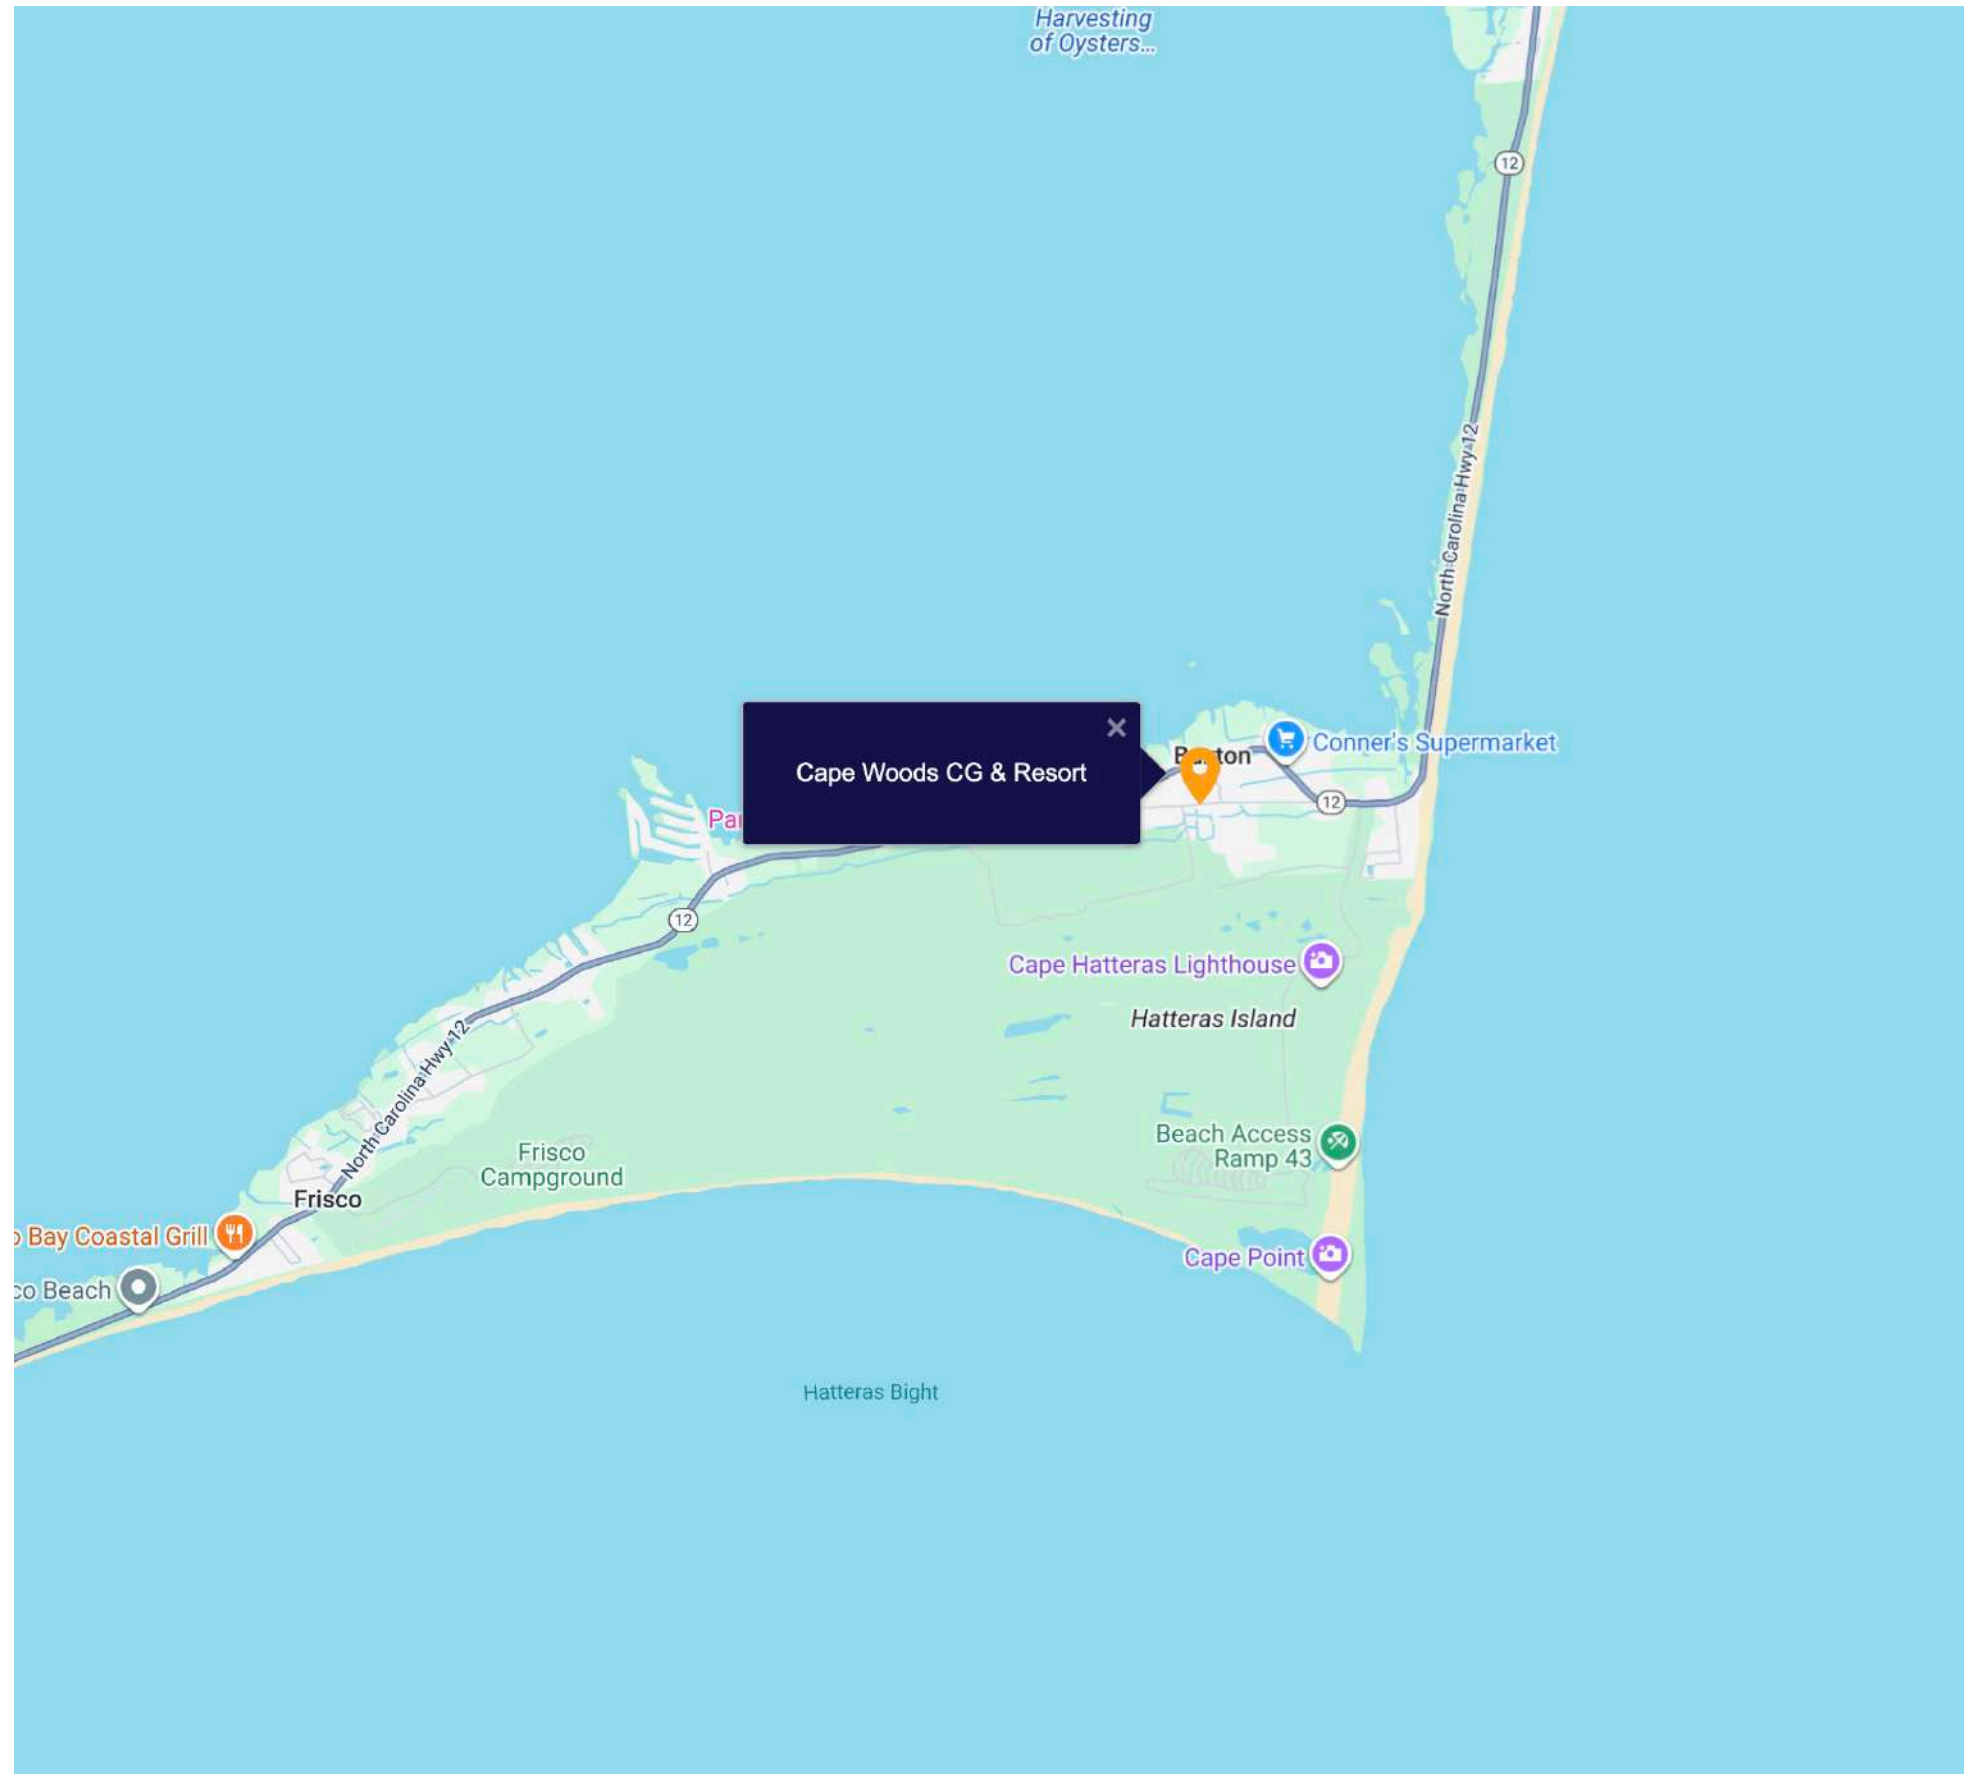 Harvesting
of Oysters...
12
North Carolina Hwy 12
×
Cape Woods CG & Resort
Conner's Supermarket
12
12
Cape Hatteras Lighthouse
Hatteras Island
North Carolina Hwy 12
Beach Access
Ramp 43
Frisco
Campground
Frisco
Bay Coastal Grill
Cape Point
Beach
Hatteras Bight